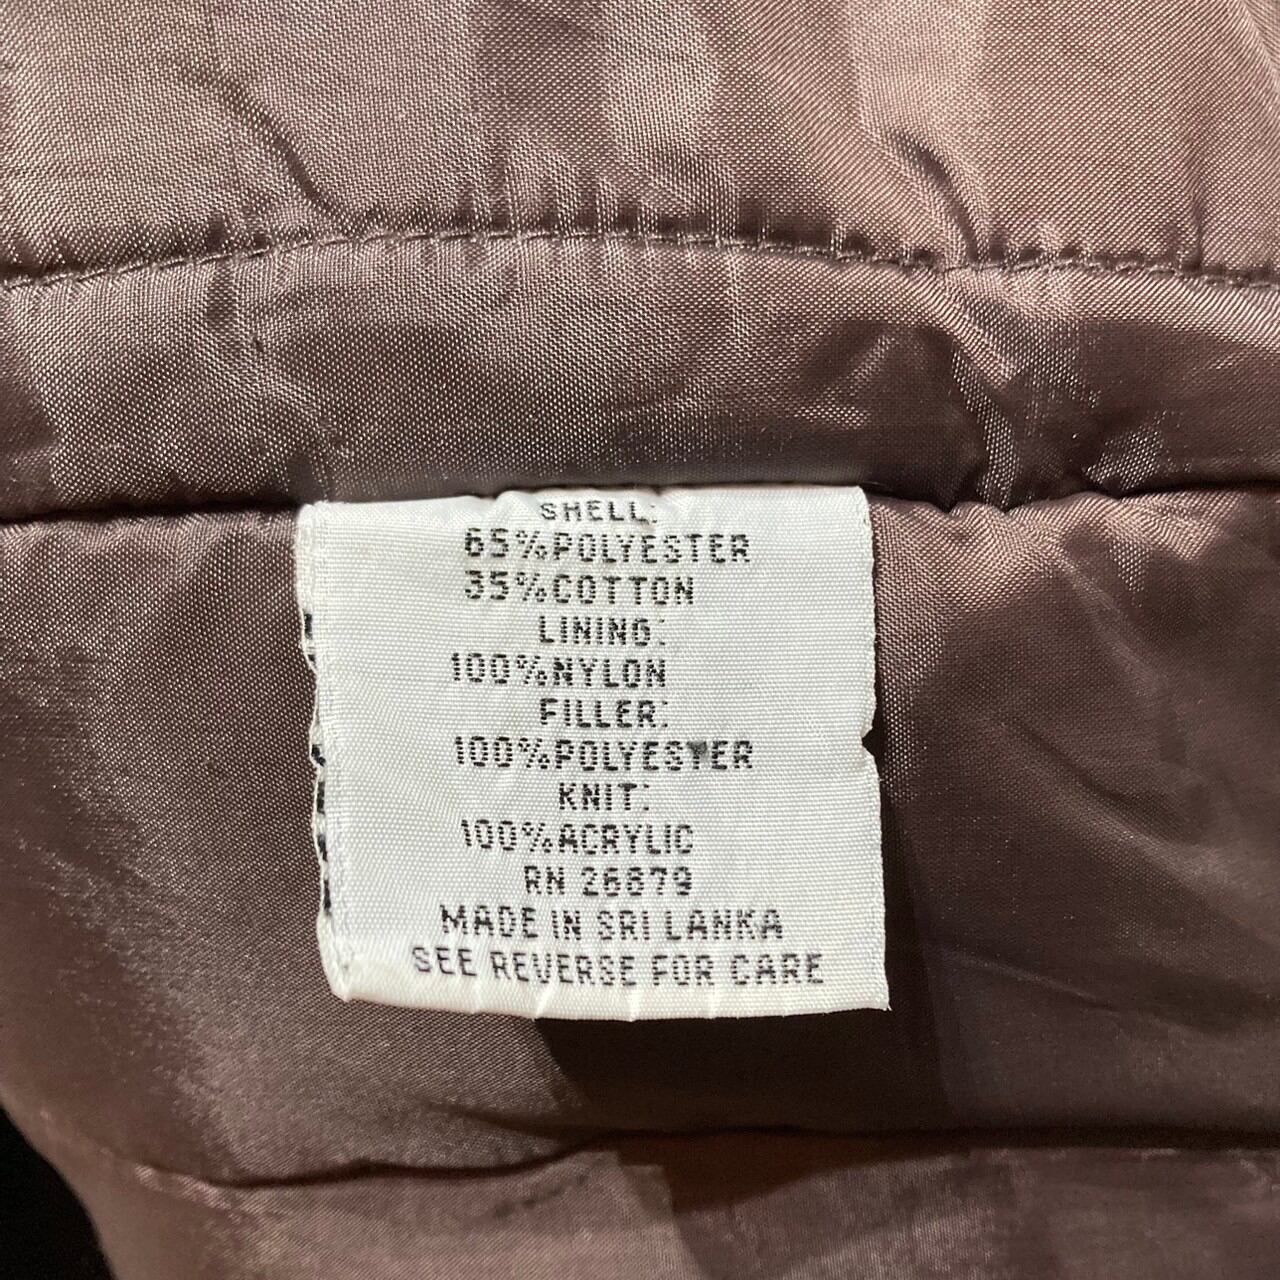 SHELL:
65%POLYESTER
35%COTTON
LINING:
100%NYLON
FILLER:
100%POLYESTER
KNIT:
100%ACRYLIC
RN 26679
MADE IN SRI LANKA
SEE REVERSE FOR CARE